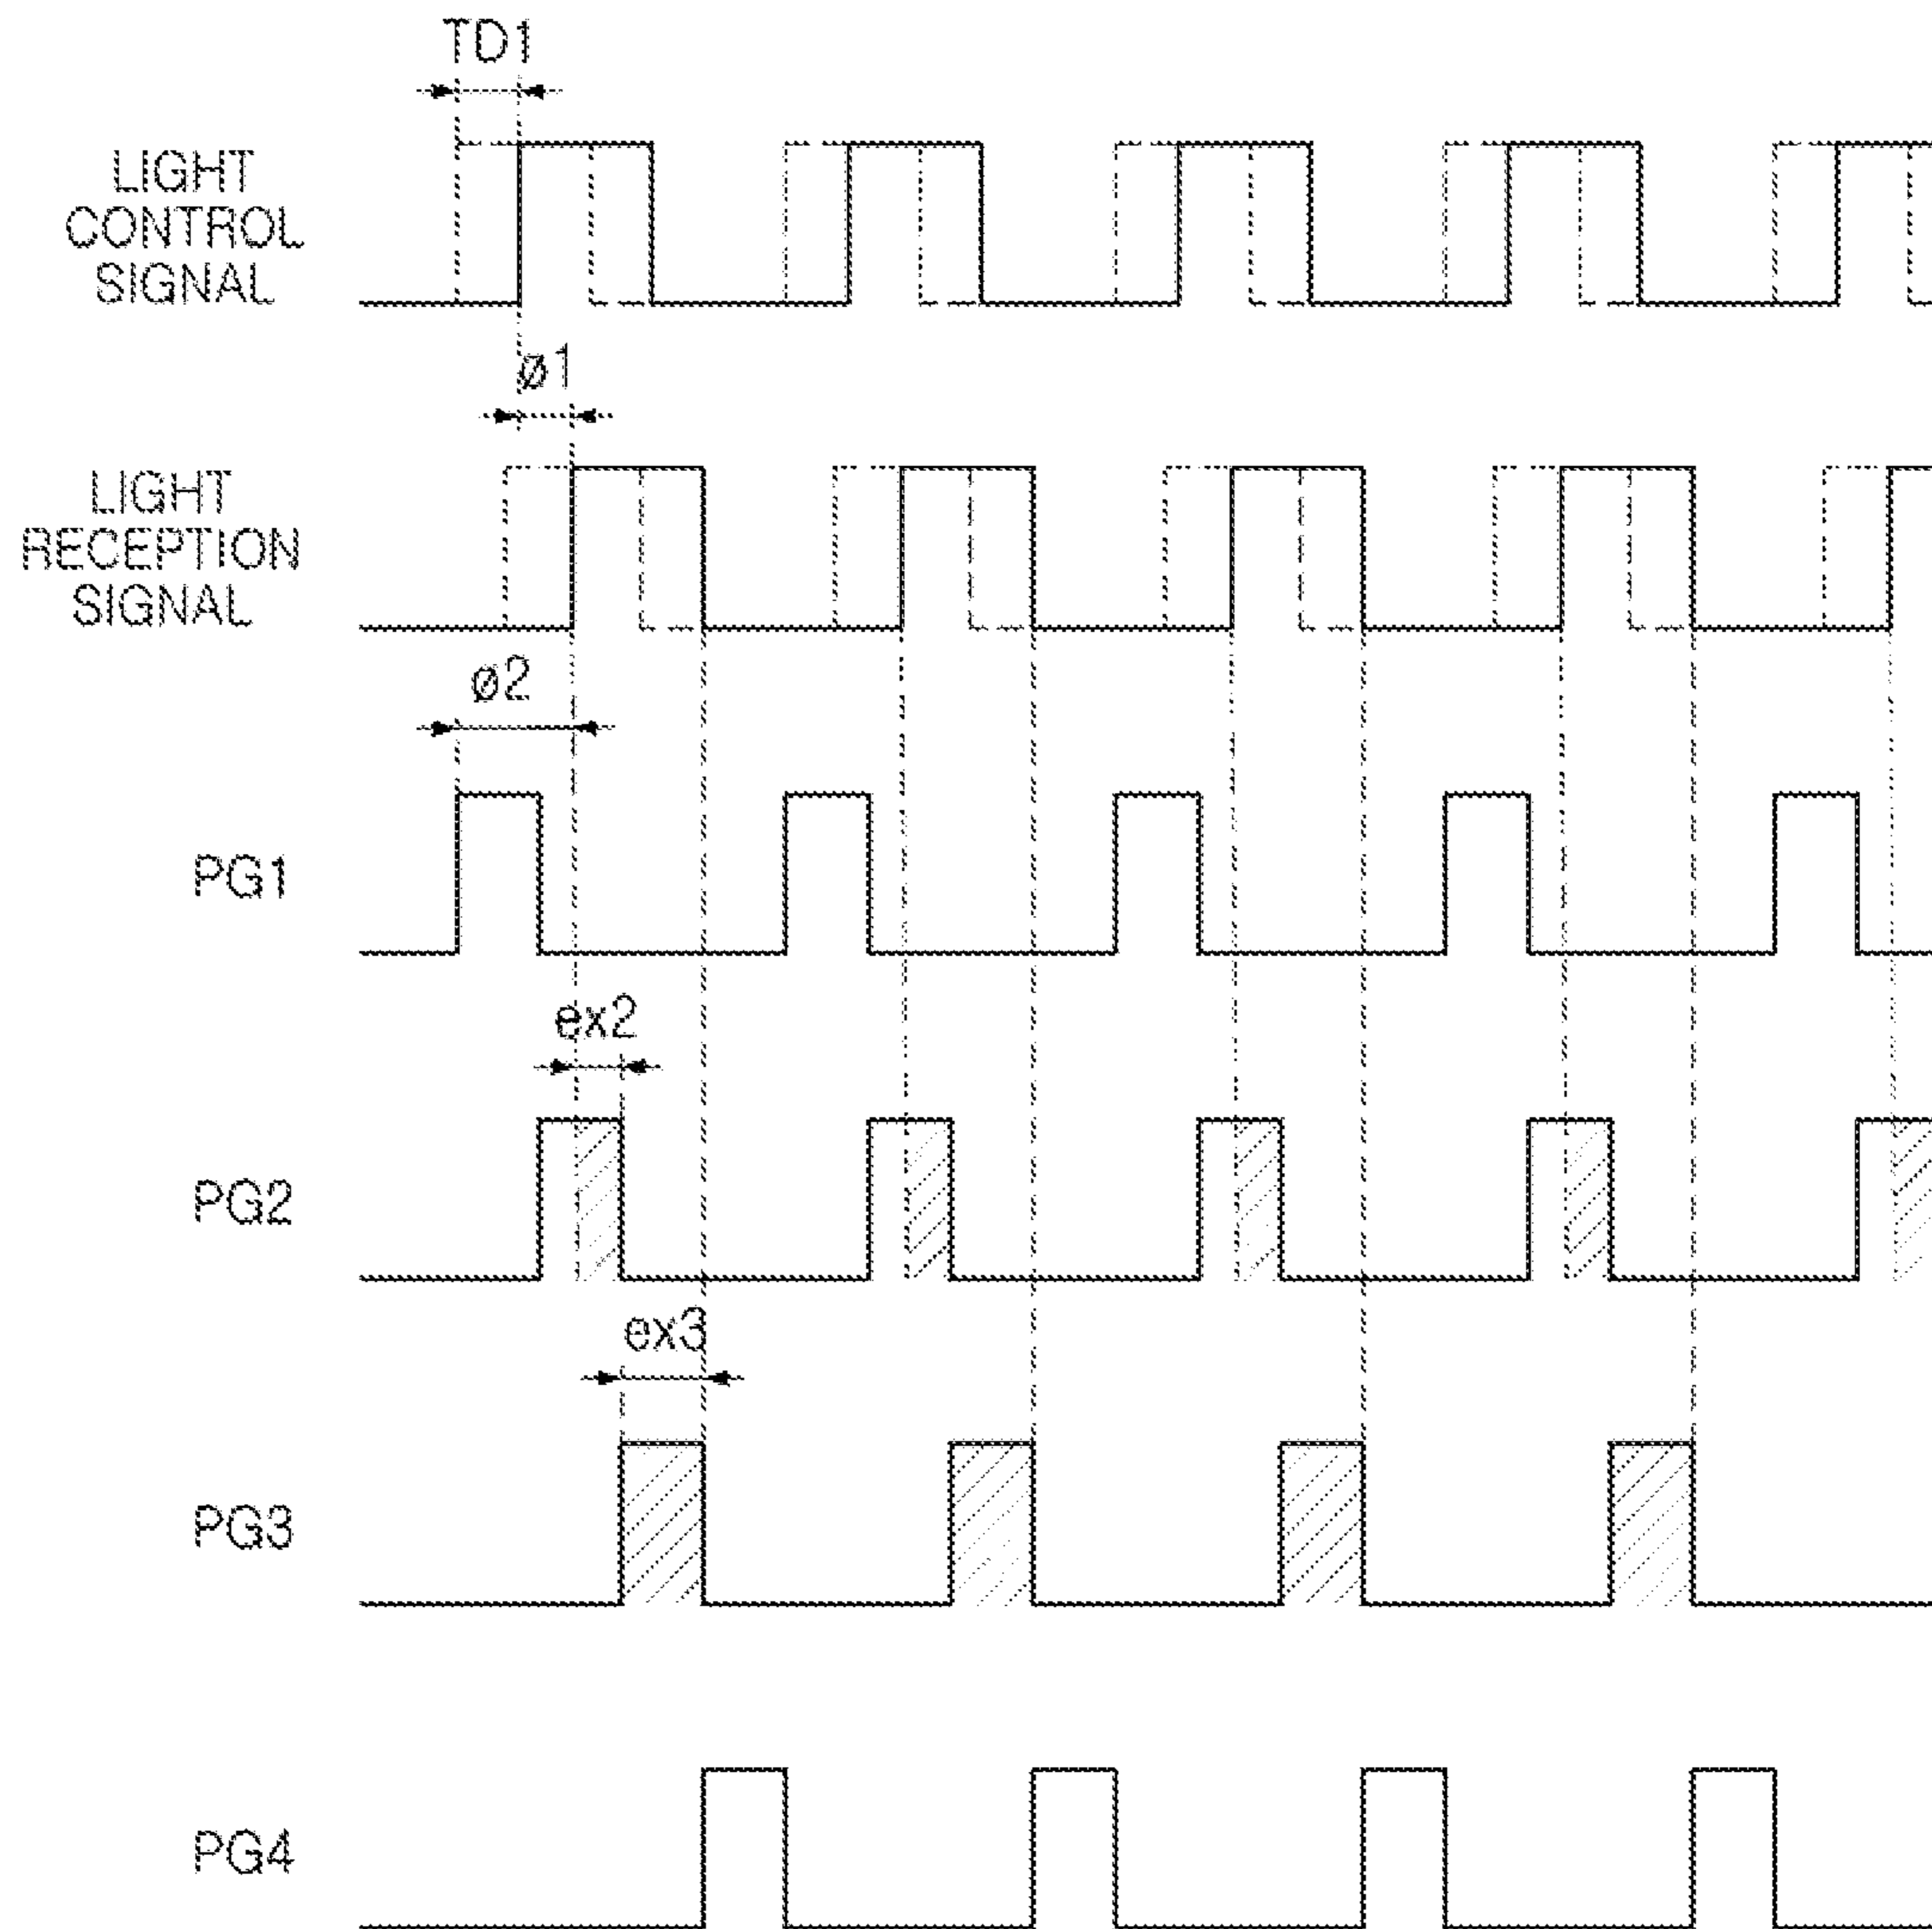 TD1
LIGHT
CONTROL
SIGNAL
ø1
LIGHT
RECEPTION
SIGNAL
ø2
PG1
ex2
PG2
ex3
PG3
PG4